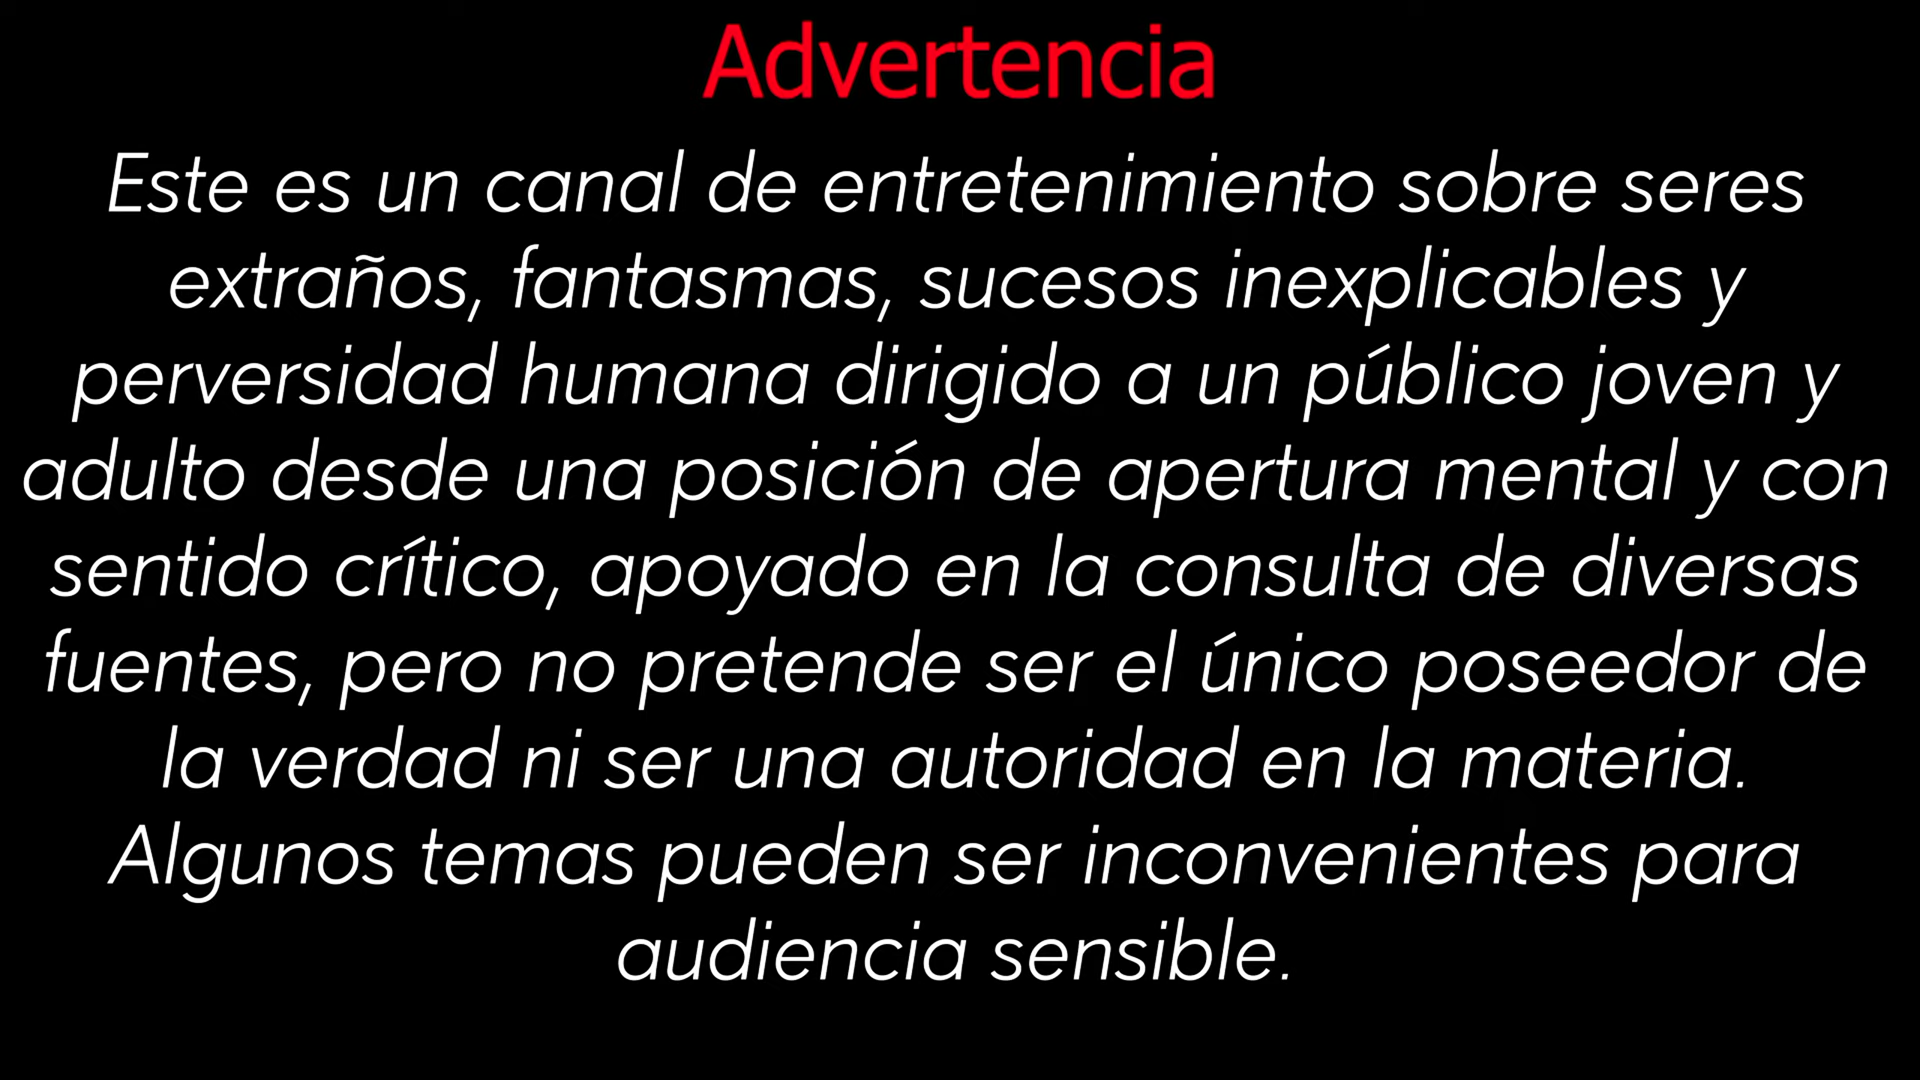 Advertencia
Este es un canal de entretenimiento sobre seres
extraños, fantasmas, sucesos inexplicables y
perversidad humana dirigido a un público joven y
adulto desde una posición de apertura mental y con
sentido crítico, apoyado en la consulta de diversas
fuentes, pero no pretende ser el único poseedor de
la verdad ni ser una autoridad en la materia.
Algunos temas pueden ser inconvenientes para
audiencia sensible.